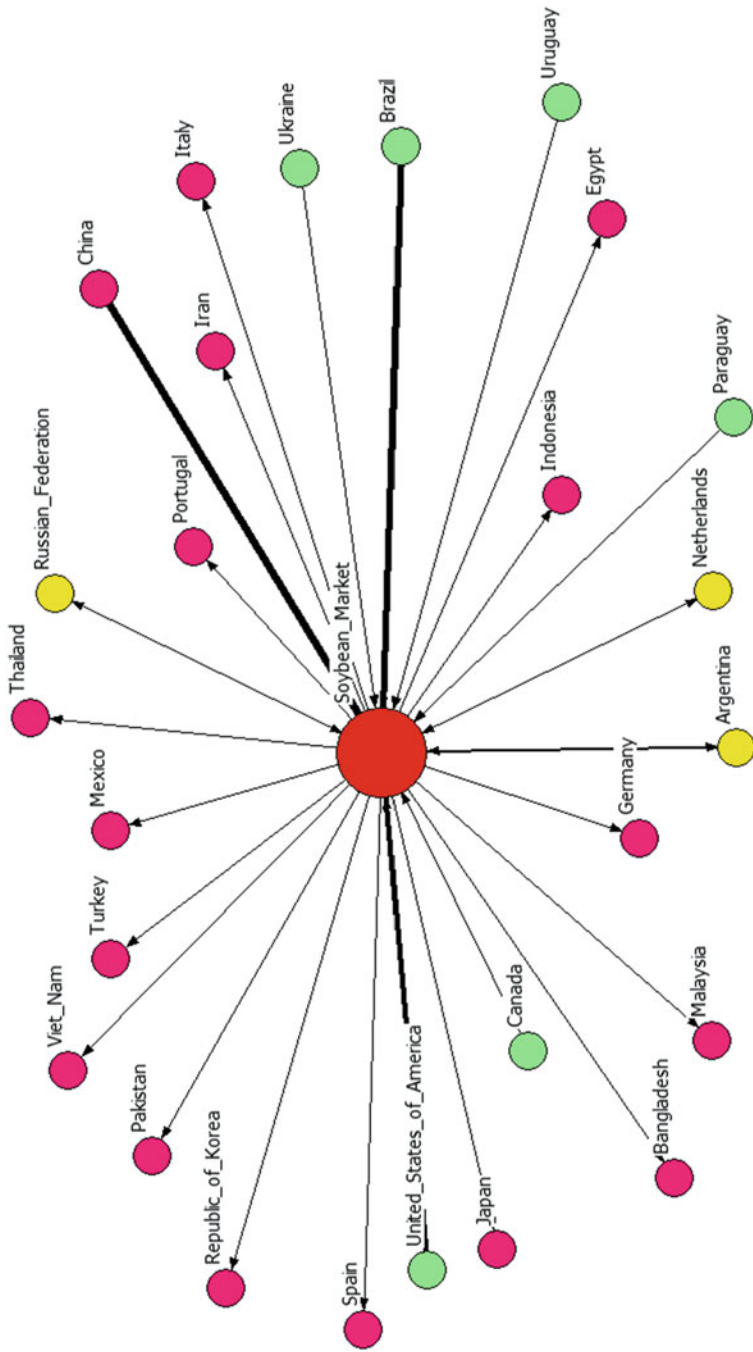 Thailand
Russian_Federation
China
Italy
Ukraine
Brazil
Uruguay
Mexico
Portugal
Iran
Turkey
Viet_Nam
Pakistan
Republic_of_Korea
Spain
Soybean_Market
United_States_of_America
Japan
Canada
Indonesia
Egypt
Germany
Malaysia
Bangladesh
Argentina
Netherlands
Paraguay